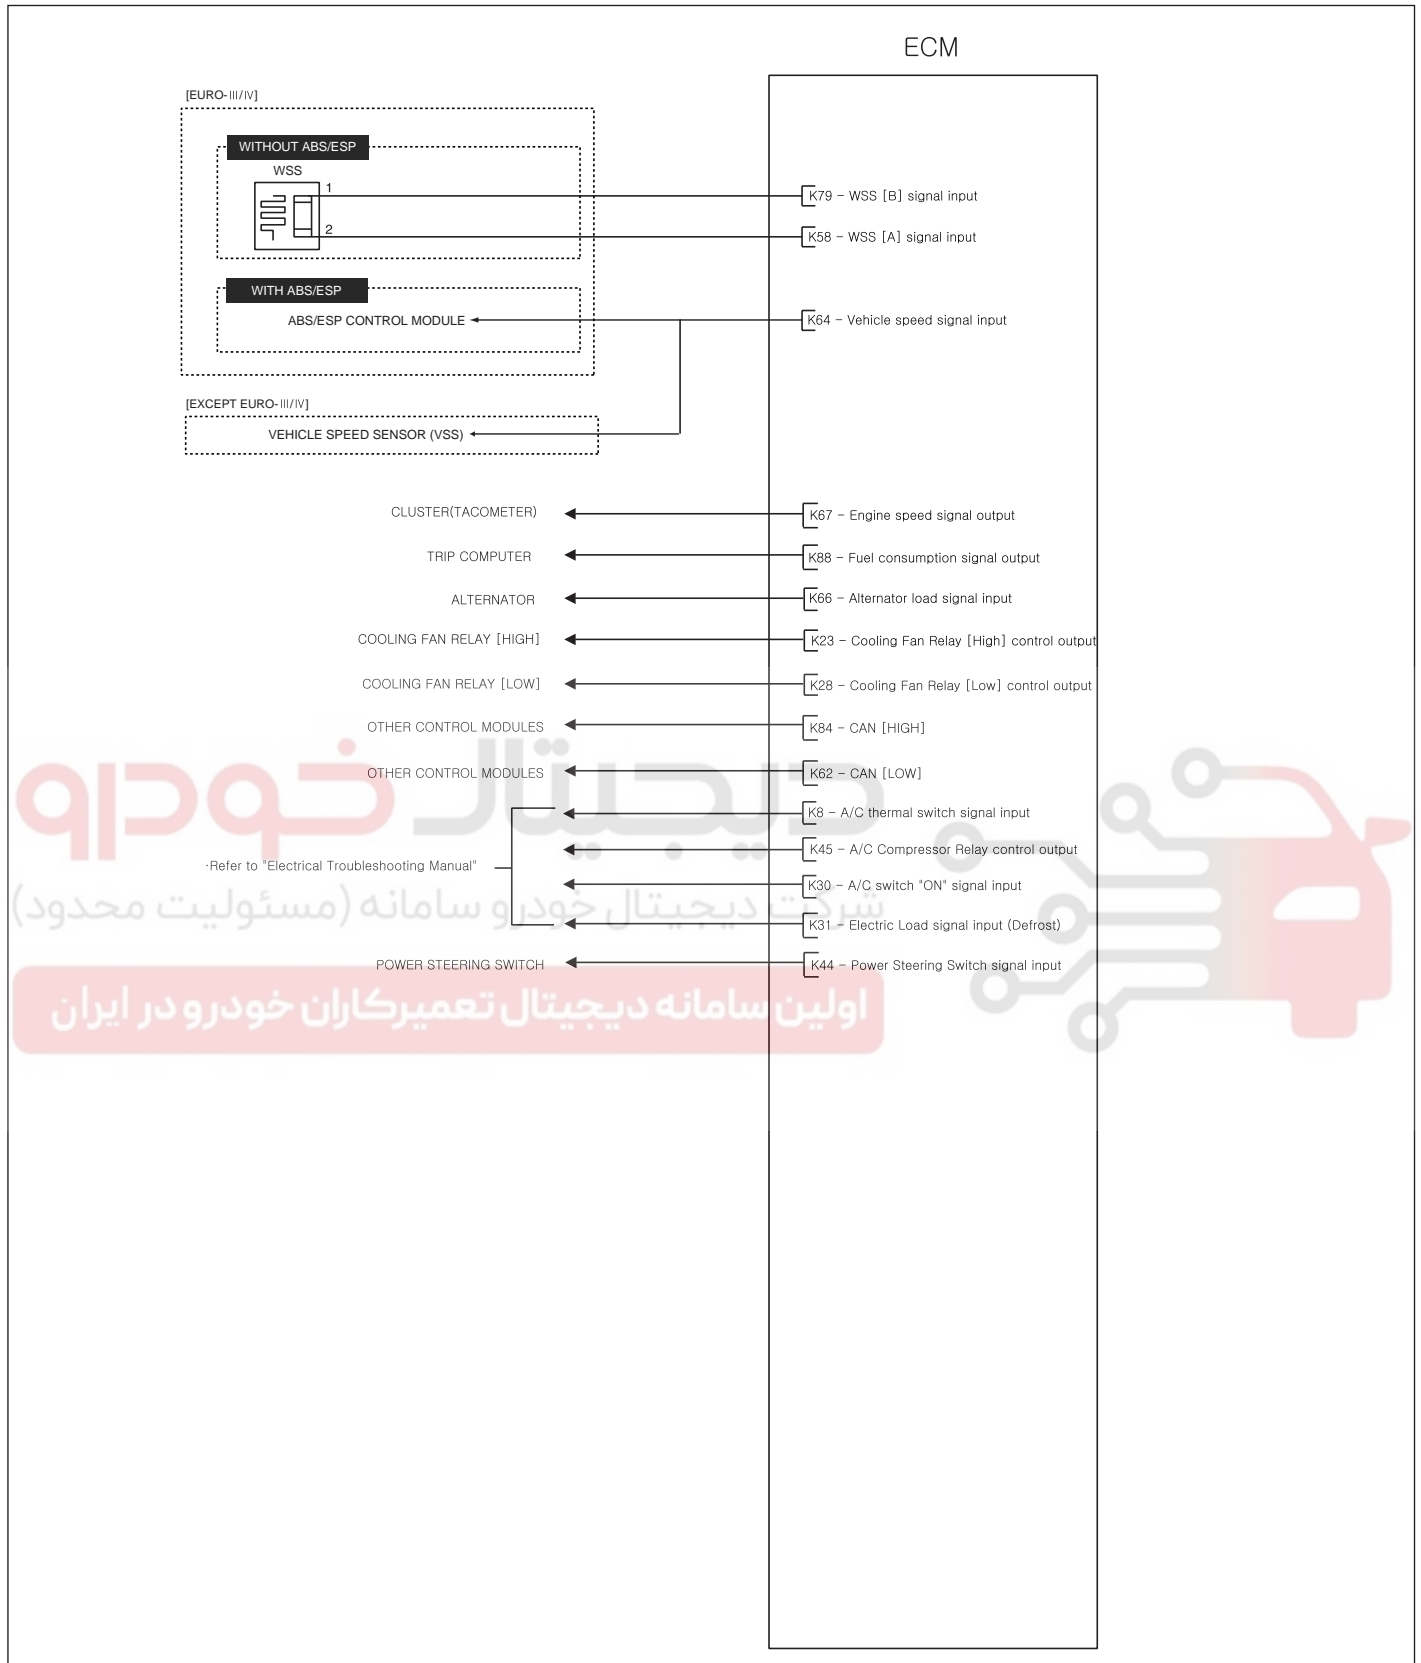 ECM
[EURO-III/IV]
WITHOUT ABS/ESP
WSS
1
K79 - WSS [B] signal input
2
K58 - WSS [A] signal input
WITH ABS/ESP
ABS/ESP CONTROL MODULE
K64 - Vehicle speed signal input
[EXCEPT EURO-III/IV]
VEHICLE SPEED SENSOR (VSS)
CLUSTER(TACOMETER)
K67 - Engine speed signal output
TRIP COMPUTER
K88 - Fuel consumption signal output
ALTERNATOR
K66 - Alternator load signal input
COOLING FAN RELAY [HIGH]
K23 - Cooling Fan Relay [High] control output
COOLING FAN RELAY [LOW]
K28 - Cooling Fan Relay [Low] control output
OTHER CONTROL MODULES
K84 - CAN [HIGH]
OTHER CONTROL MODULES
K62 - CAN [LOW]
دیجیتال خودرو
K8 - A/C thermal switch signal input
K45 - A/C Compressor Relay control output
·Refer to "Electrical Troubleshooting Manual"
K30 - A/C switch "ON" signal input
شرکت دیجیتال خودرو سامانه (مسئولیت محدود)
K31 - Electric Load signal input (Defrost)
POWER STEERING SWITCH
K44 - Power Steering Switch signal input
اولین سامانه دیجیتال تعمیرکاران خودرو در ایران